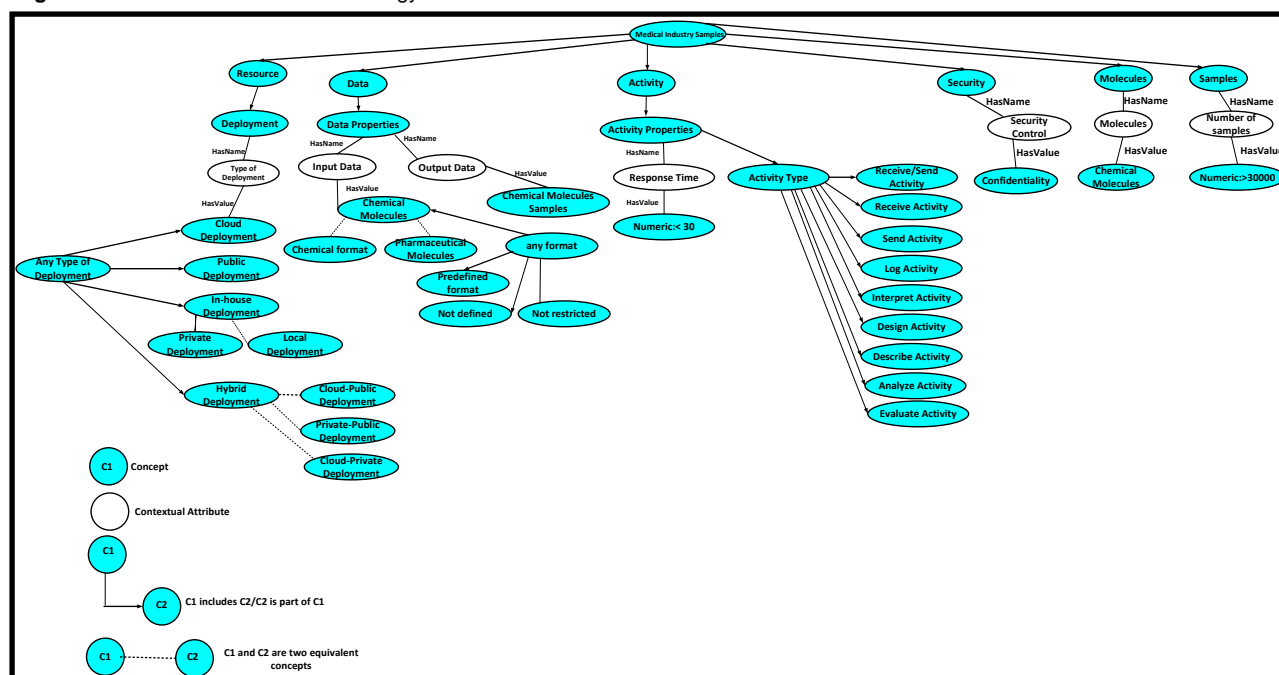 Medical Industry Samples
Resource
Data
Activity
Security
Molecules
Samples
HasName
HasName
HasName
Deployment
Data Properties
Activity Properties
Security
Control
Molecules
Number of
samples
HasName
HasName
HasName
HasName
HasValue
HasValue
HasValue
Type of
Deployment
Input Data
Output Data
Response Time
Activity Type
Receive/Send
Activity
Confidentiality
Chemical
Molecules
Numeric:>30000
HasValue
HasValue
HasValue
HasValue
Chemical
Molecules
Chemical Molecules
Samples
Receive Activity
Cloud
Deployment
Numeric:< 30
Send Activity
Chemical format
Pharmaceutical
Molecules
any format
Any Type of
Deployment
Public
Deployment
Log Activity
Predefined
format
Interpret Activity
In-house
Deployment
Not defined
Not restricted
Design Activity
Private
Deployment
Local
Deployment
Describe Activity
Hybrid
Deployment
Cloud-Public
Deployment
Analyze Activity
Evaluate Activity
Private-Public
Deployment
Cloud-Private
Deployment
C1
Concept
Contextual Attribute
C1
C2
C1 includes C2/C2 is part of C1
C1
C2
C1 and C2 are two equivalent
concepts